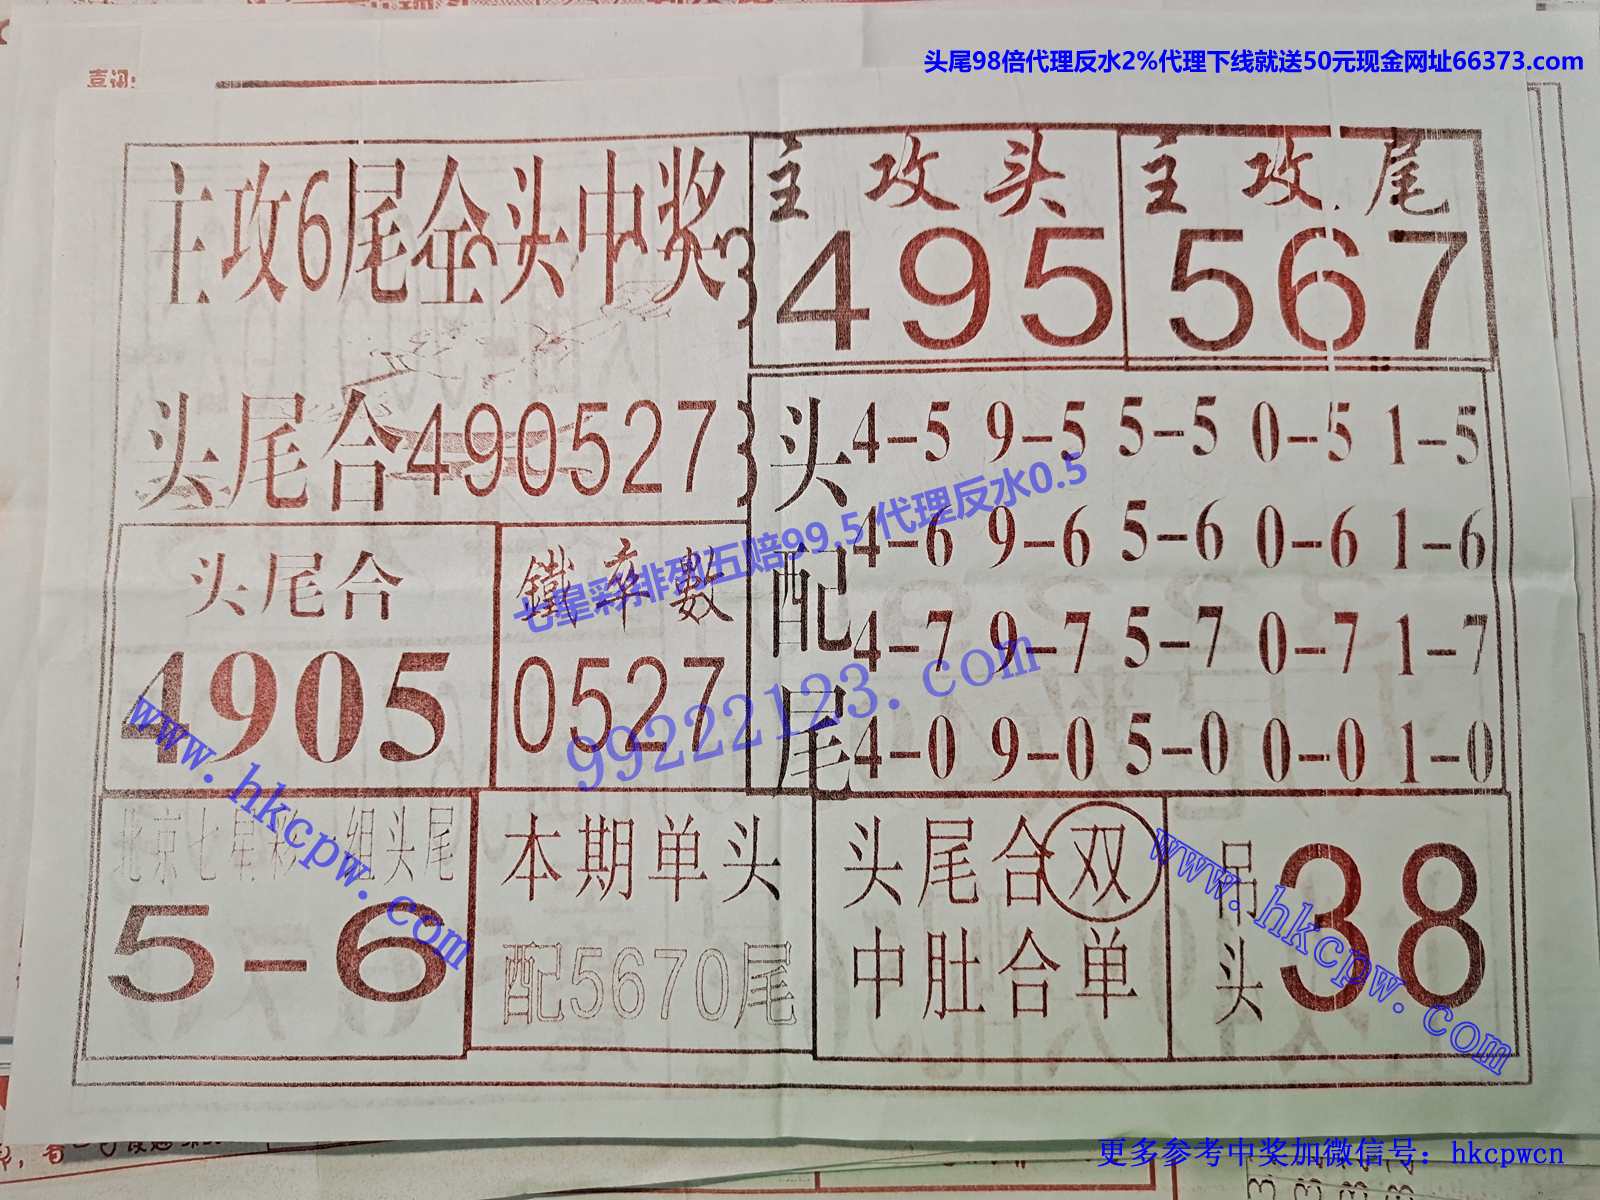 头尾98倍代理反水2%代理下线就送50元现金网址66373.com
喜讯:
主攻6尾全头中奖
主攻头
495
主攻尾
567
头尾合490527
头尾合
4905
鐵率數
0527
头配尾
4-5 9-5 5-5 0-5 1-5
4-6 9-6 5-6 0-6 1-6
4-7 9-7 5-7 0-7 1-7
4-0 9-0 5-0 0-0 1-0
七星彩排列五赔99.5 代理反水0.5
99222123.com
www.hkcpw.com
北京七星彩一组头尾
5-6
本期单头
配5670尾
头尾合双
中肚合单
吊头
38
www.hkcpw.com
更多参考中奖加微信号：hkcpwcn